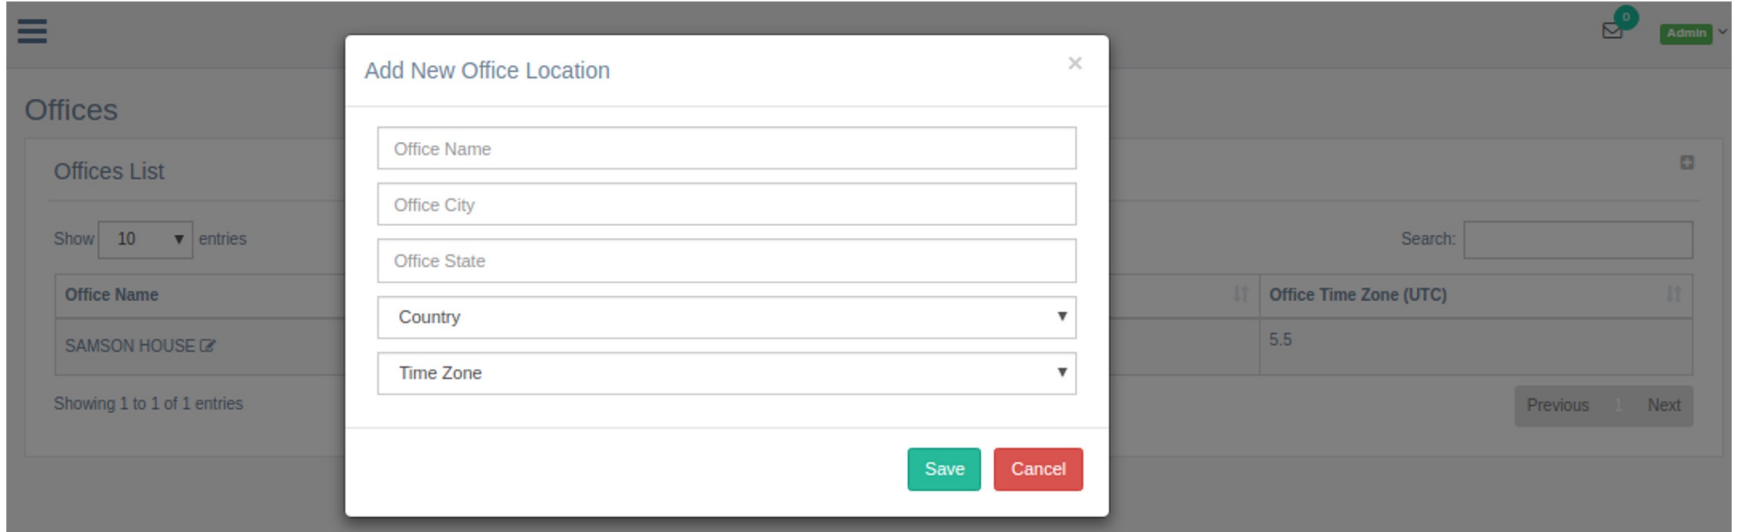 0
Admin
Add New Office Location
×
Offices
Office Name
Offices List
Office City
Show 10 entries
Search:
Office State
Office Name
Office Time Zone (UTC)
Country
SAMSON HOUSE
5.5
Time Zone
Showing 1 to 1 of 1 entries
Previous 1 Next
Save Cancel